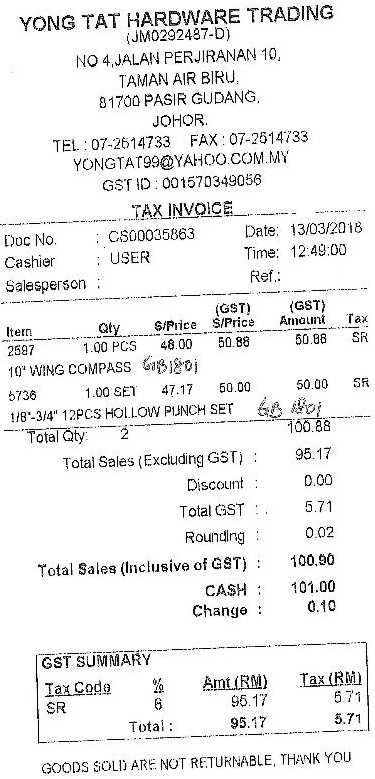 YONG TAT HARDWARE TRADING
(JM0292487-D)
NO 4,JALAN PERJIRANAN 10,
TAMAN AIR BIRU,
81700 PASIR GUDANG,
JOHOR.
TEL : 07-2514733 FAX : 07-2514733
YONGTAT99@YAHOO.COM.MY
GST ID : 001570349056
TAX INVOICE
Doc No. : CS00035863 Date: 13/03/2018
Cashier : USER Time: 12:49:00
Salesperson : Ref.:
(GST) (GST)
Item Qty S/Price S/Price Amount Tax
2597 1.00 PCS 48.00 50.88 50.88 SR
10" WING COMPASS GB1801
5736 1.00 SET 47.17 50.00 50.00 SR
1/8"-3/4" 12PCS HOLLOW PUNCH SET GB 1801
Total Qty: 2 100.88
Total Sales (Excluding GST) : 95.17
Discount : 0.00
Total GST : 5.71
Rounding : 0.02
Total Sales (Inclusive of GST) : 100.90
CASH : 101.00
Change : 0.10
GST SUMMARY
Tax Code % Amt (RM) Tax (RM)
SR 6 95.17 5.71
Total : 95.17 5.71
GOODS SOLD ARE NOT RETURNABLE, THANK YOU